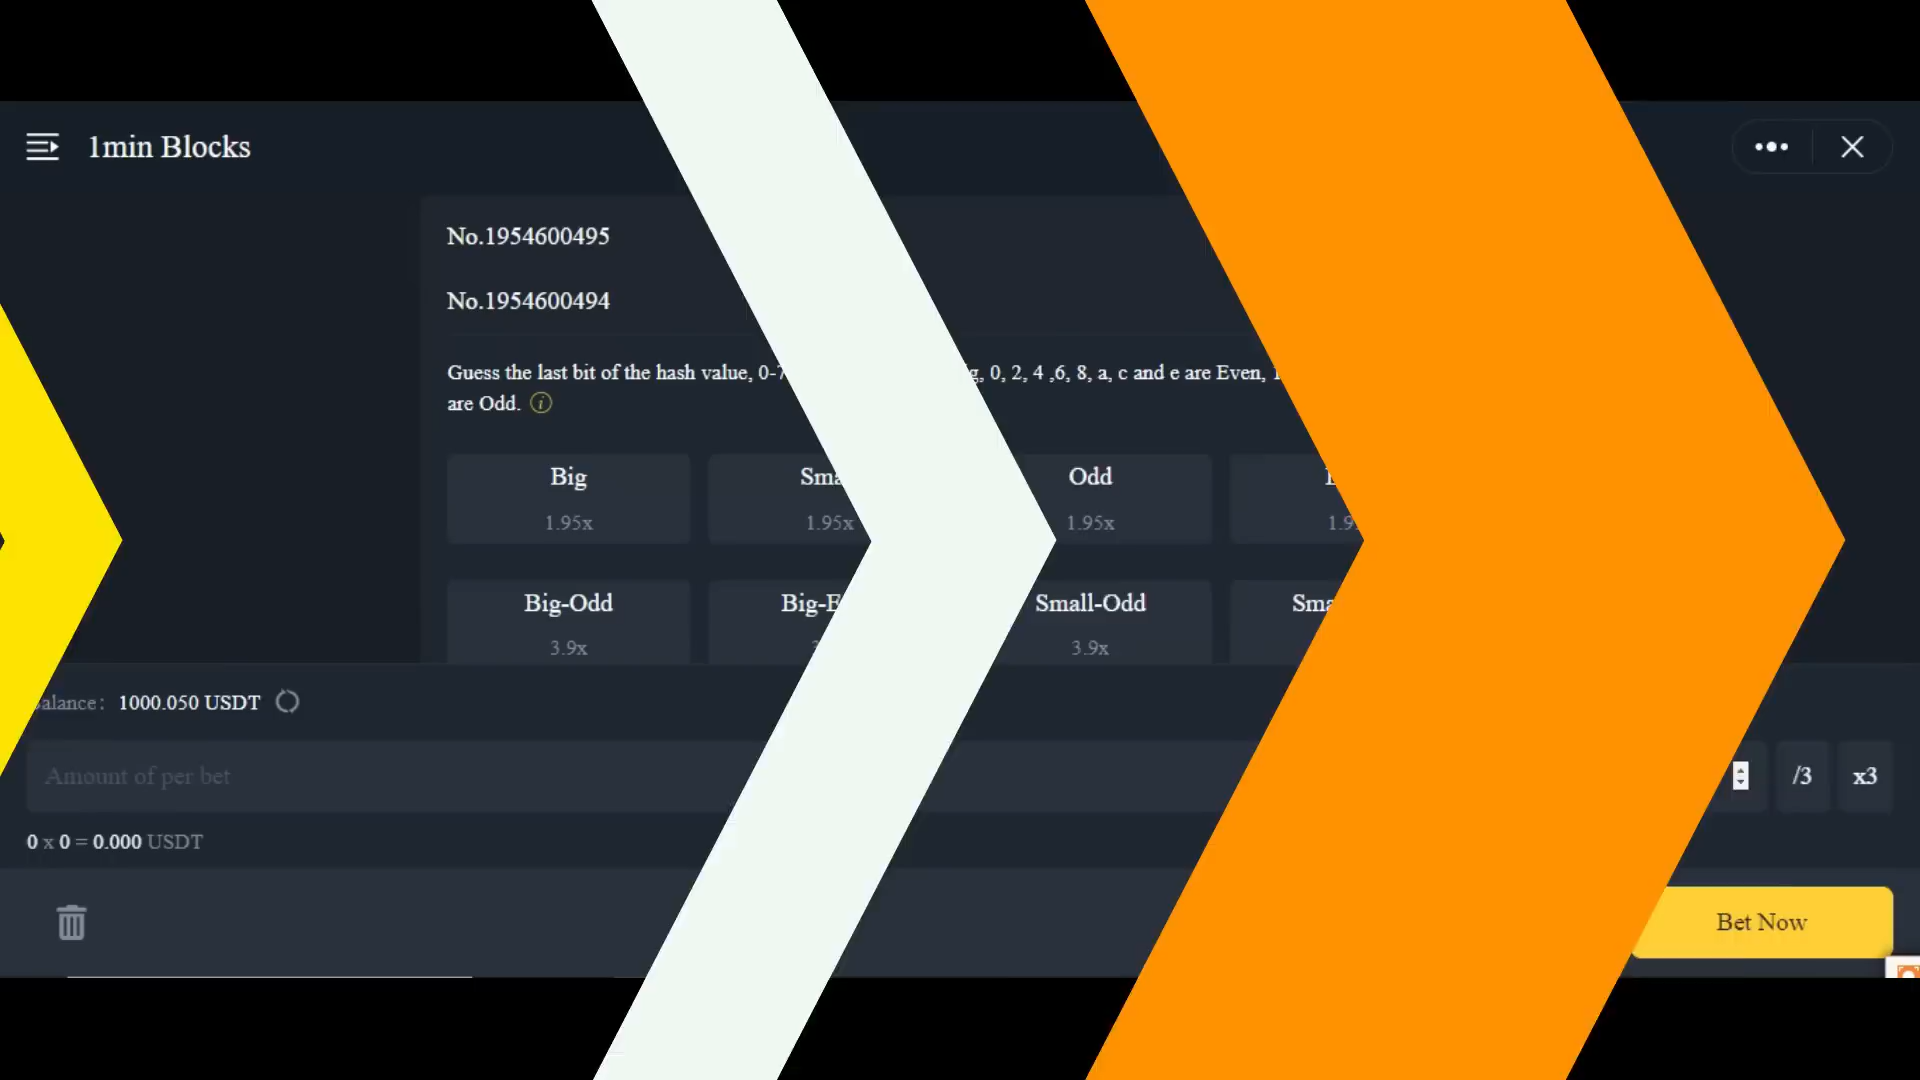 1min Blocks
No.1954600495
No.1954600494
Guess the last bit of the hash value, 0-7 0, 2, 4 ,6, 8, a, c and e are Even,
are Odd.
Big Odd
1.95x 1.95x 1.95x
Big-Odd Small-Odd
3.9x 3.9x
1000.050 USDT
Amount of per bet
/3 x3
0 x 0 = 0.000 USDT
Bet Now